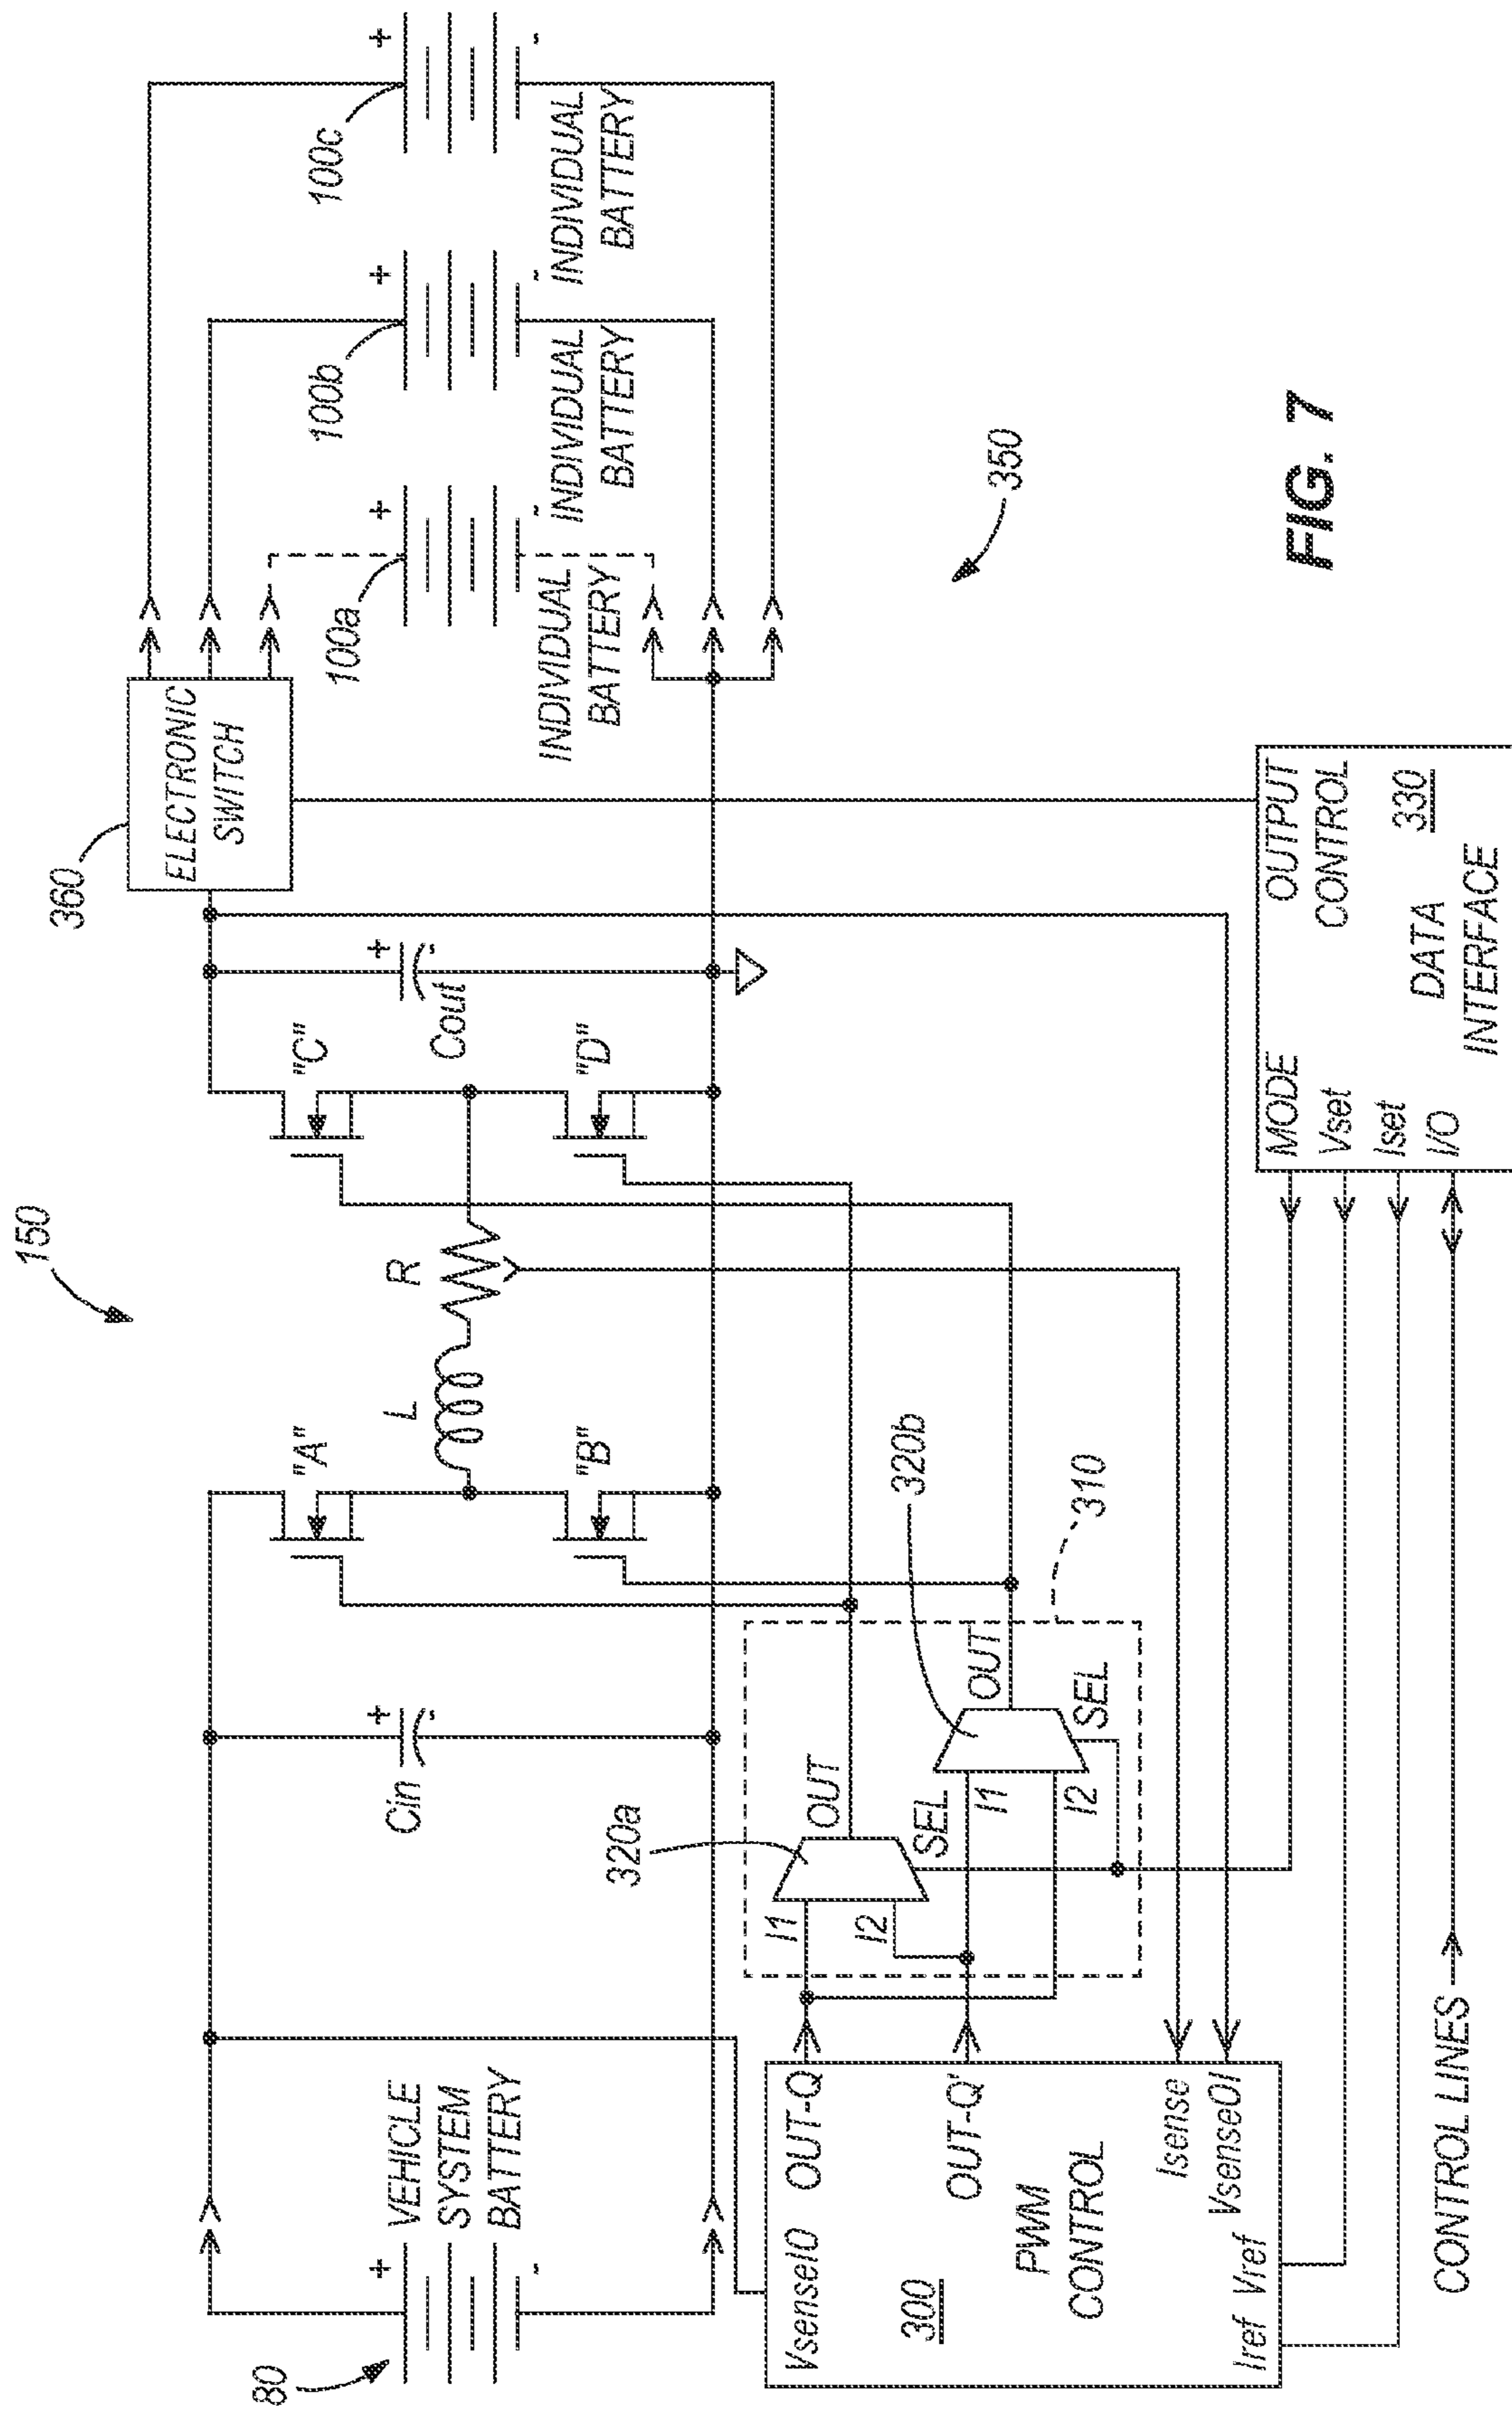 150
360
ELECTRONIC
SWITCH
80
+
VEHICLE
SYSTEM
BATTERY
-
Cin
+
-
"A"
"B"
L
R
"C"
"D"
Cout
+
-
100a
+
-
INDIVIDUAL
BATTERY
100b
+
-
INDIVIDUAL
BATTERY
100c
+
-
INDIVIDUAL
BATTERY
350
320a
I1
I2
OUT
SEL
320b
I1
I2
OUT
SEL
310
VsenseIO
OUT-Q
OUT-Q'
300
PWM
CONTROL
Isense
VsenseOI
Iref
Vref
MODE
Vset
Iset
I/O
OUTPUT
CONTROL
330
DATA
INTERFACE
CONTROL LINES
FIG. 7